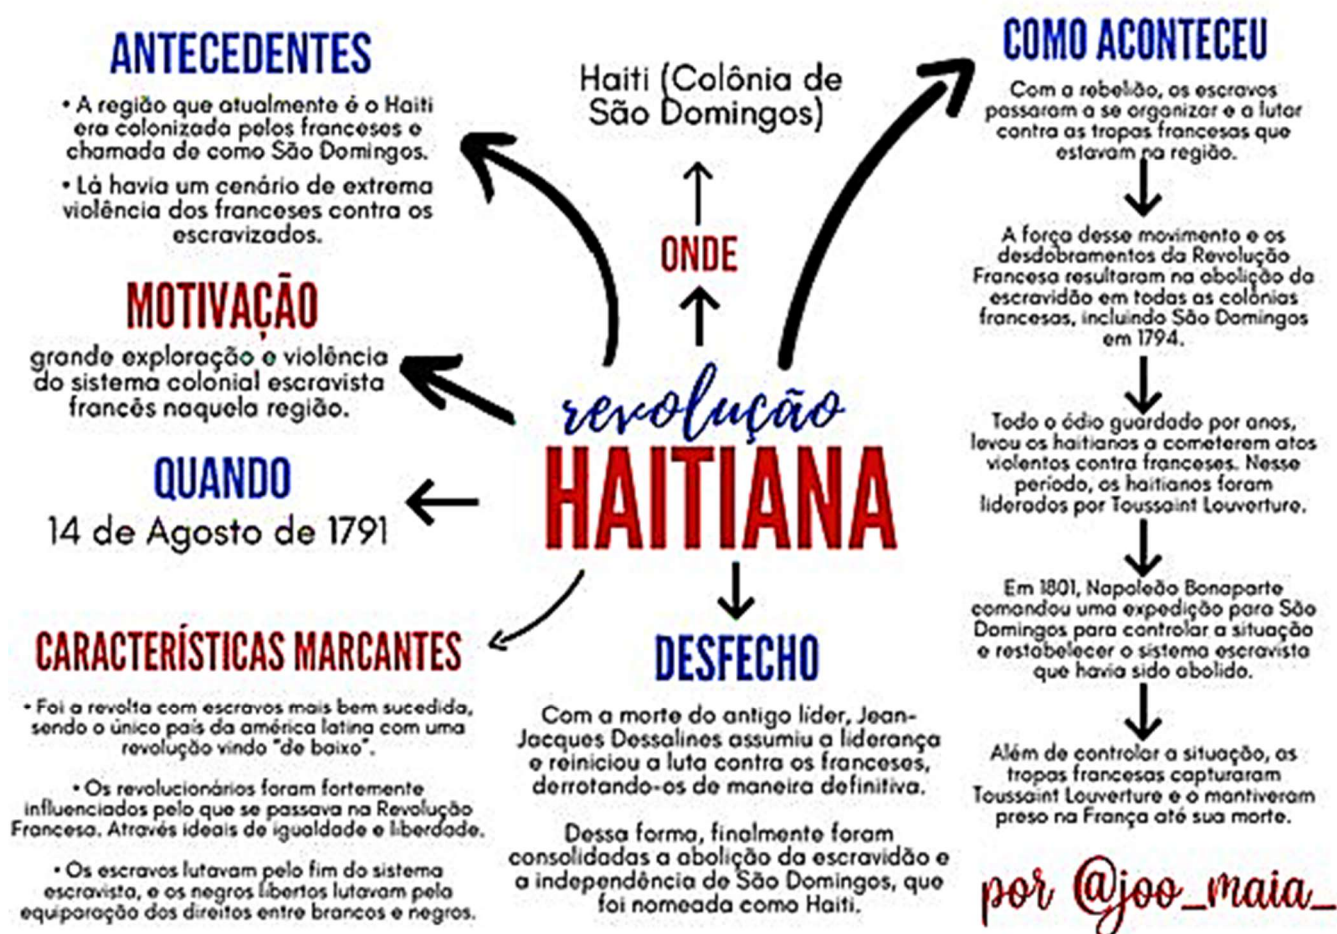 ANTECEDENTES
• A região que atualmente é o Haiti
era colonizada pelos franceses e
chamada de como São Domingos.
• Lá havia um cenário de extrema
violência dos franceses contra os
escravizados.
MOTIVAÇÃO
grande exploração e violência
do sistema colonial escravista
francês naquela região.
QUANDO
14 de Agosto de 1791
CARACTERÍSTICAS MARCANTES
• Foi a revolta com escravos mais bem sucedida,
sendo o único país da américa latina com uma
revolução vindo "de baixo".
• Os revolucionários foram fortemente
influenciados pelo que se passava na Revolução
Francesa. Através ideais de igualdade e liberdade.
• Os escravos lutavam pelo fim do sistema
escravista, e os negros libertos lutavam pela
equiparação dos direitos entre brancos e negros.
Haiti (Colônia de
São Domingos)
ONDE
revolução
HAITIANA
DESFECHO
Com a morte do antigo líder, Jean-
Jacques Dessalines assumiu a liderança
e reiniciou a luta contra os franceses,
derrotando-os de maneira definitiva.
Dessa forma, finalmente foram
consolidadas a abolição da escravidão e
a independência de São Domingos, que
foi nomeada como Haiti.
COMO ACONTECEU
Com a rebelião, os escravos
passaram a se organizar e a lutar
contra as tropas francesas que
estavam na região.
A força desse movimento e os
desdobramentos da Revolução
Francesa resultaram na abolição da
escravidão em todas as colônias
francesas, incluindo São Domingos
em 1794.
Todo o ódio guardado por anos,
levou os haitianos a cometerem atos
violentos contra franceses. Nesse
período, os haitianos foram
liderados por Toussaint Louverture.
Em 1801, Napoleão Bonaparte
comandou uma expedição para São
Domingos para controlar a situação
e restabelecer o sistema escravista
que havia sido abolido.
Além de controlar a situação, as
tropas francesas capturaram
Toussaint Louverture e o mantiveram
preso na França até sua morte.
por @joo_maia_